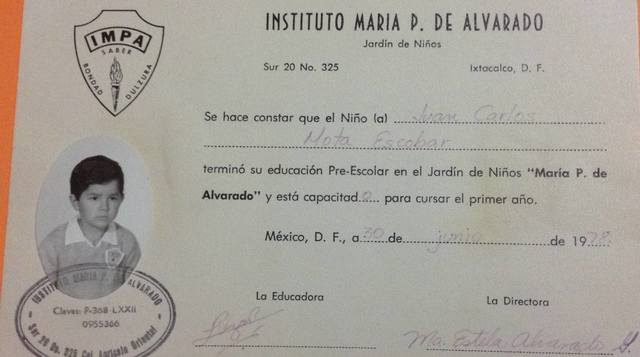 INSTITUTO MARIA P. DE ALVARADO
Jardín de Niños
Sur 20 No. 325 Ixtacalco, D. F.
IMPA
SABER
BONDAD DULZURA
Se hace constar que el Niño (a) Juan Carlos
Mota Escobar
terminó su educación Pre-Escolar en el Jardín de Niños "María P. de
Alvarado" y está capacitado para cursar el primer año.
México, D. F., a 30 de junio de 1978.
INSTITUTO MARIA P. DE ALVARADO
Clave: P-368-LXXII
0955366
Sur 20 No. 325 Col. Agrícola Oriental
La Educadora La Directora
Ma. Estela Alvarado